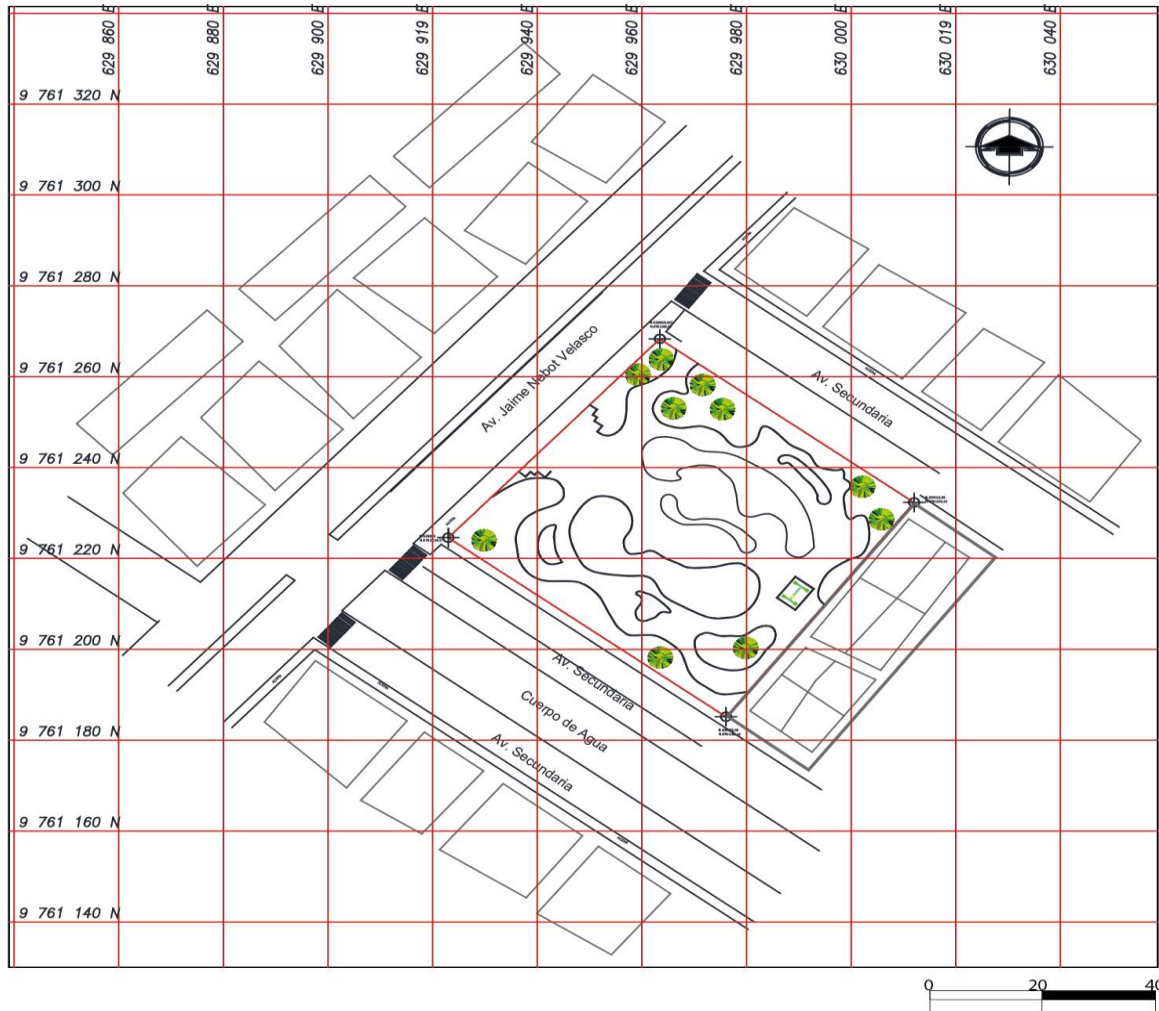 629 860 E
629 880 E
629 900 E
629 919 E
629 940 E
629 960 E
629 980 E
630 000 E
630 019 E
630 040 E
9 761 320 N
9 761 300 N
9 761 280 N
9 761 260 N
9 761 240 N
9 761 220 N
9 761 200 N
9 761 180 N
9 761 160 N
9 761 140 N
Av. Jaime Nebot Velasco
Av. Secundaria
Av. Secundaria
Cuerpo de Agua
Av. Secundaria
0 20 40